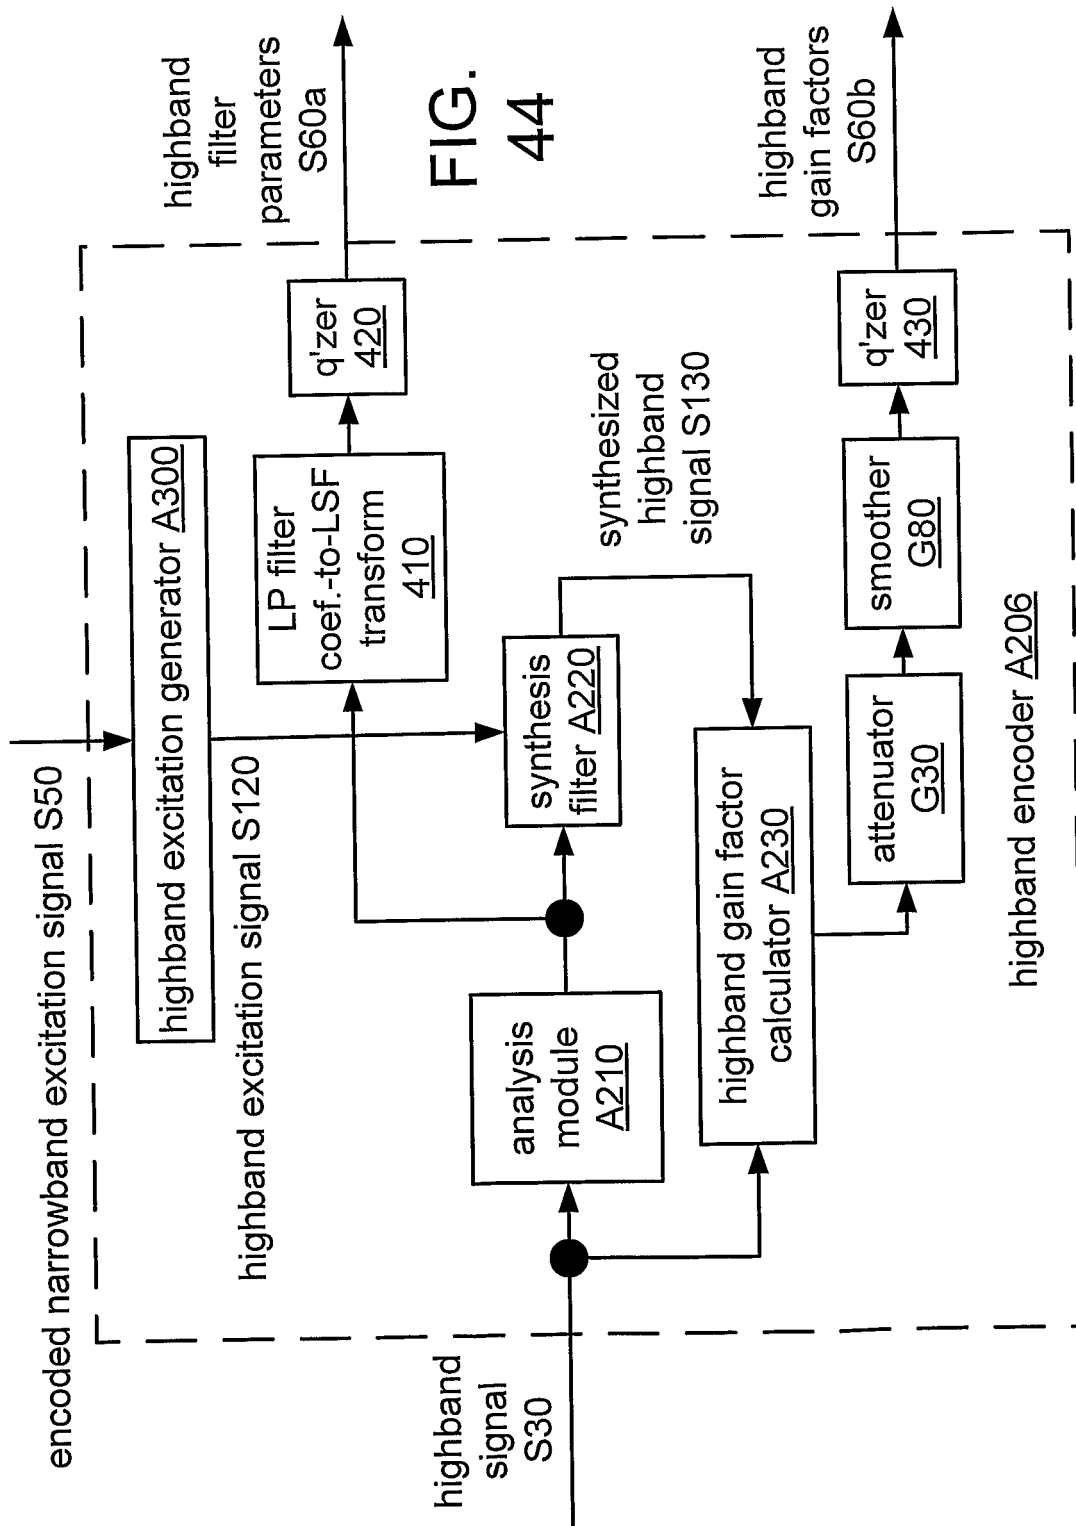 encoded narrowband excitation signal S50
highband excitation generator A300
highband excitation signal S120
LP filter
coef.-to-LSF
transform
410
q'zer
420
highband
filter
parameters
S60a
FIG.
44
highband
signal
S30
analysis
module
A210
synthesis
filter A220
synthesized
highband
signal S130
highband gain factor
calculator A230
attenuator
G30
smoother
G80
q'zer
430
highband
gain factors
S60b
highband encoder A206